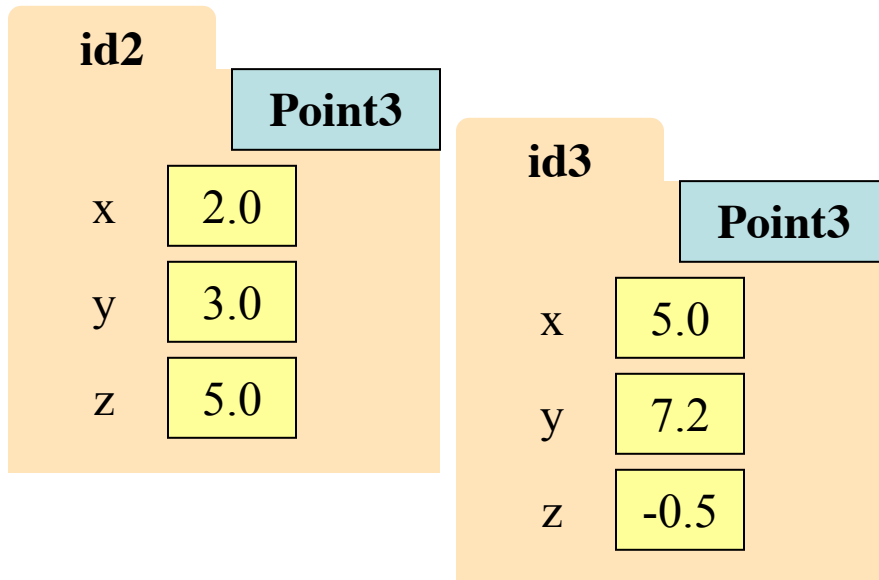 id2
Point3
x 2.0
y 3.0
z 5.0
id3
Point3
x 5.0
y 7.2
z -0.5